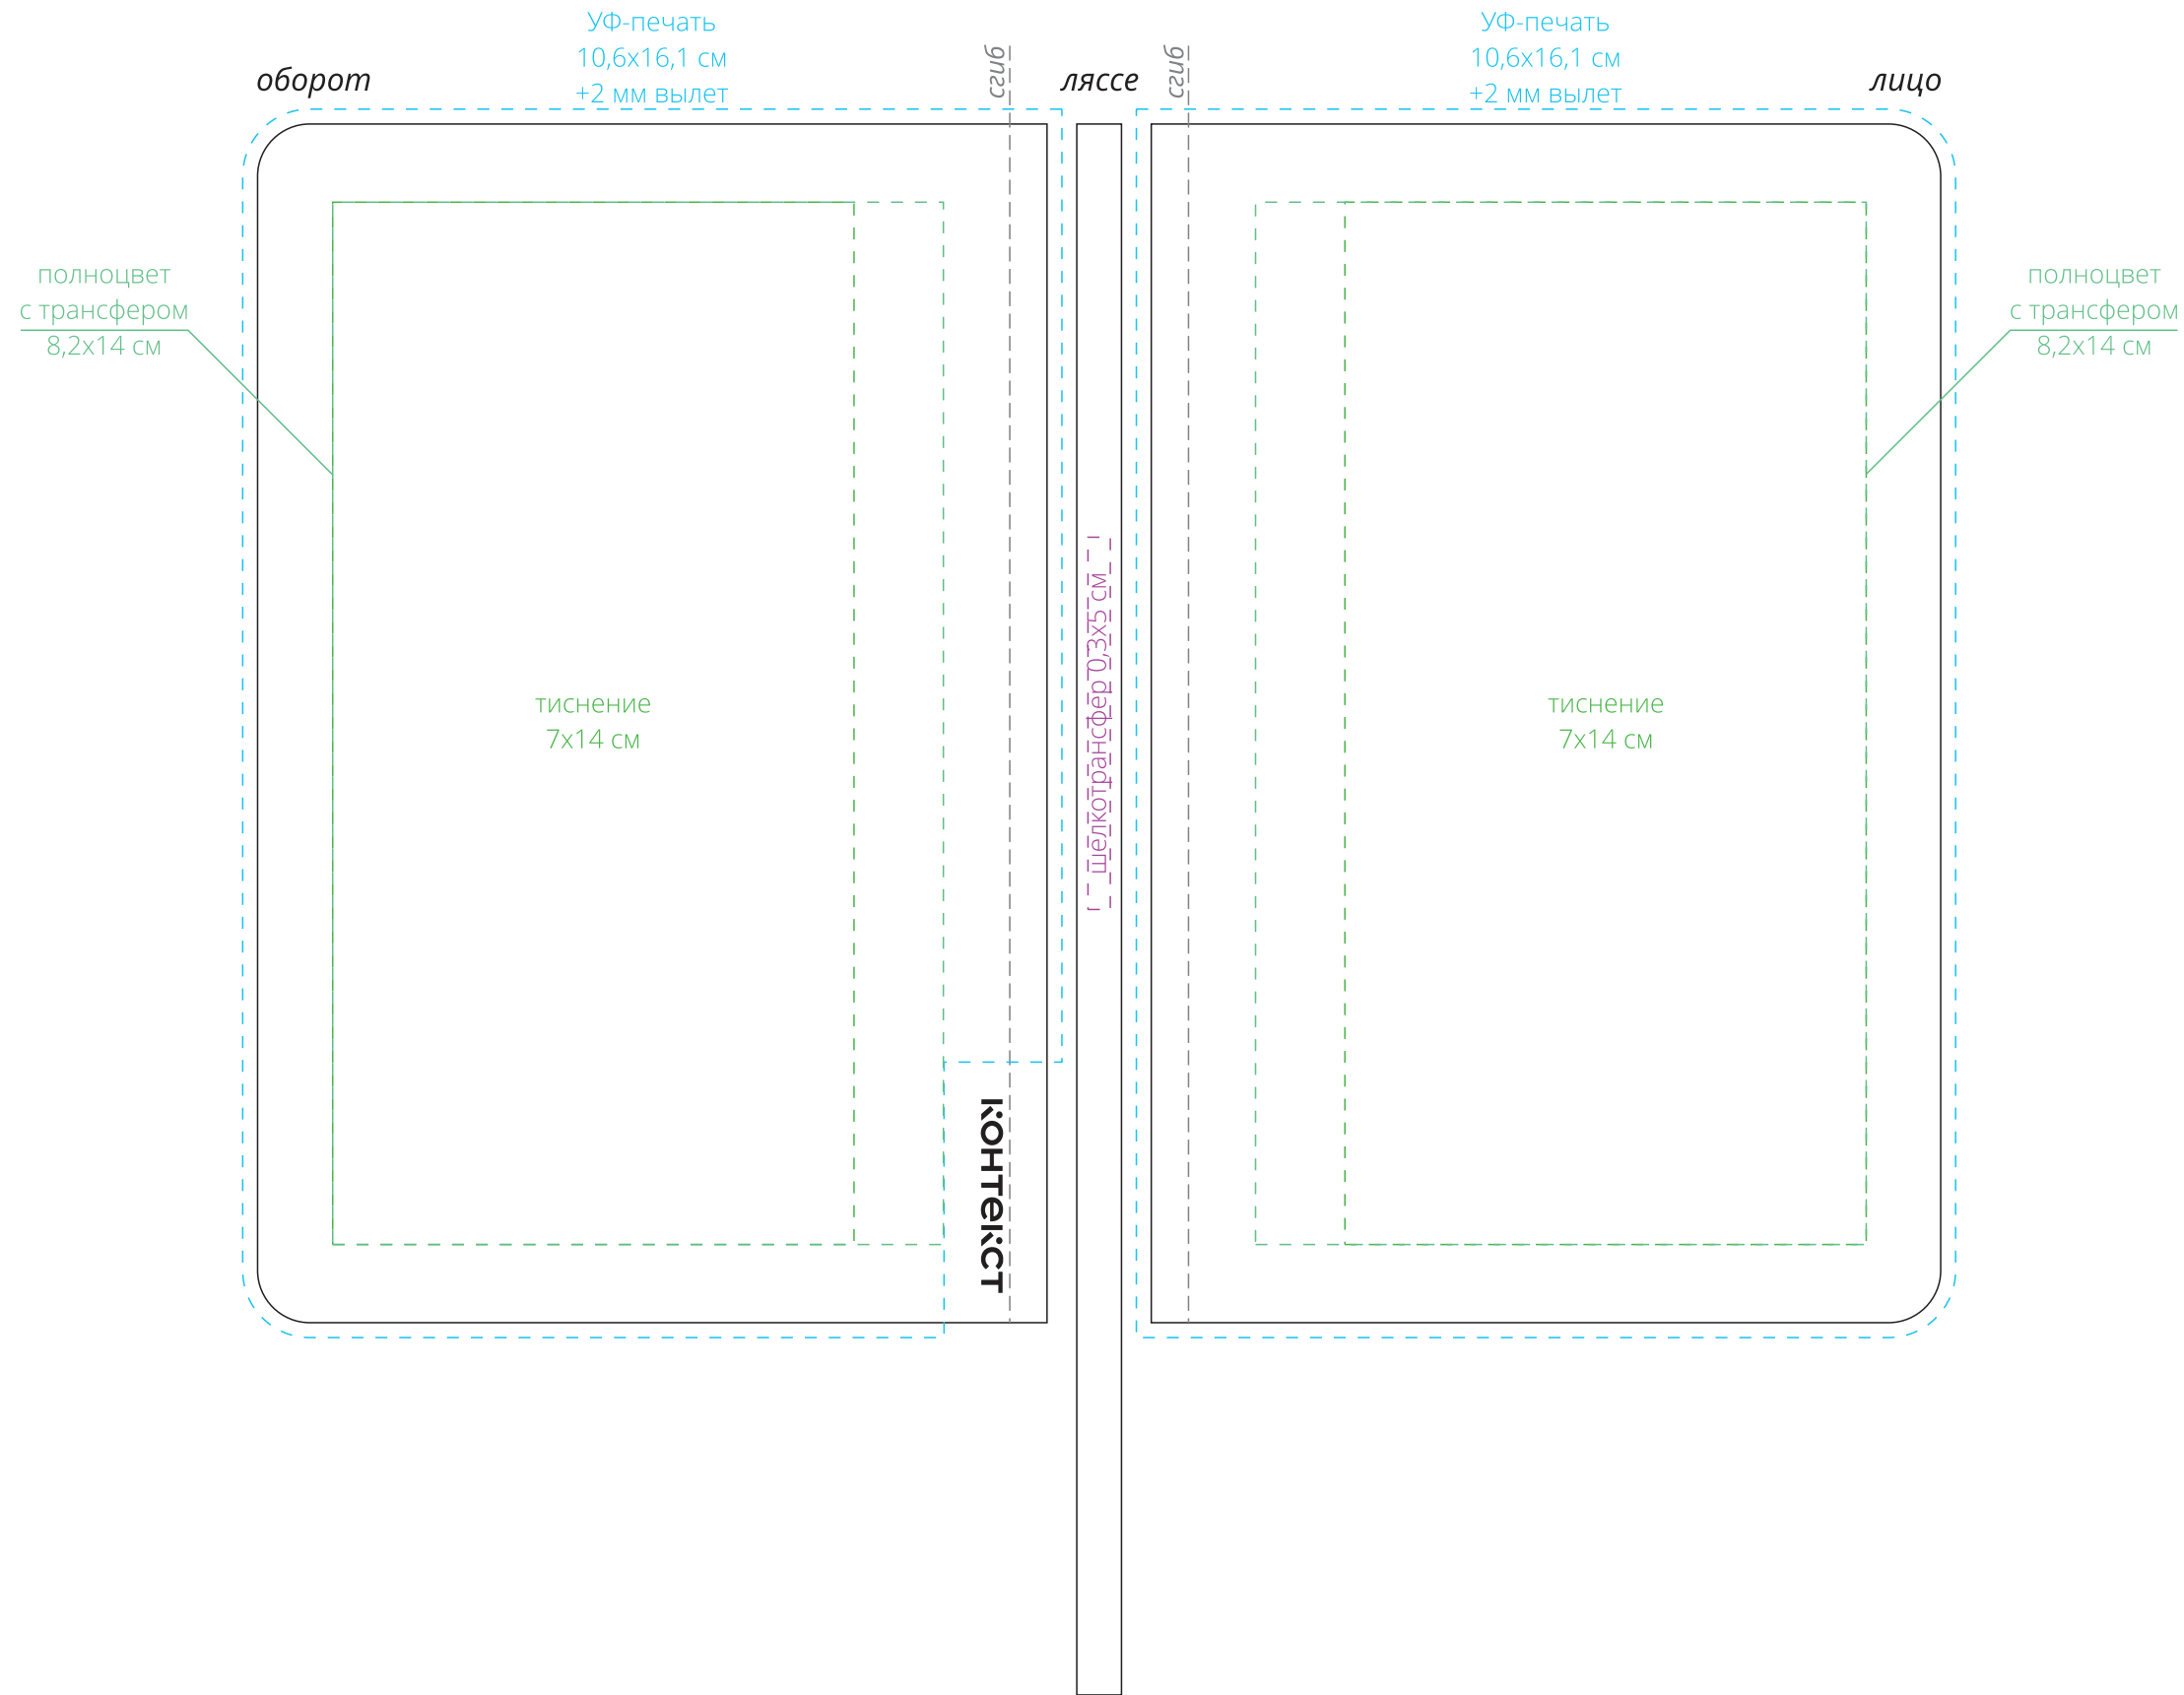 УФ-печать
10,6х16,1 см
+2 мм вылет
УФ-печать
10,6х16,1 см
+2 мм вылет
оборот
сгиб
ляссе
сгиб
лицо
полноцвет
с трансфером
8,2х14 см
полноцвет
с трансфером
8,2х14 см
шелкотрансфер 0,3х5 см
тиснение
7х14 см
тиснение
7х14 см
контекст